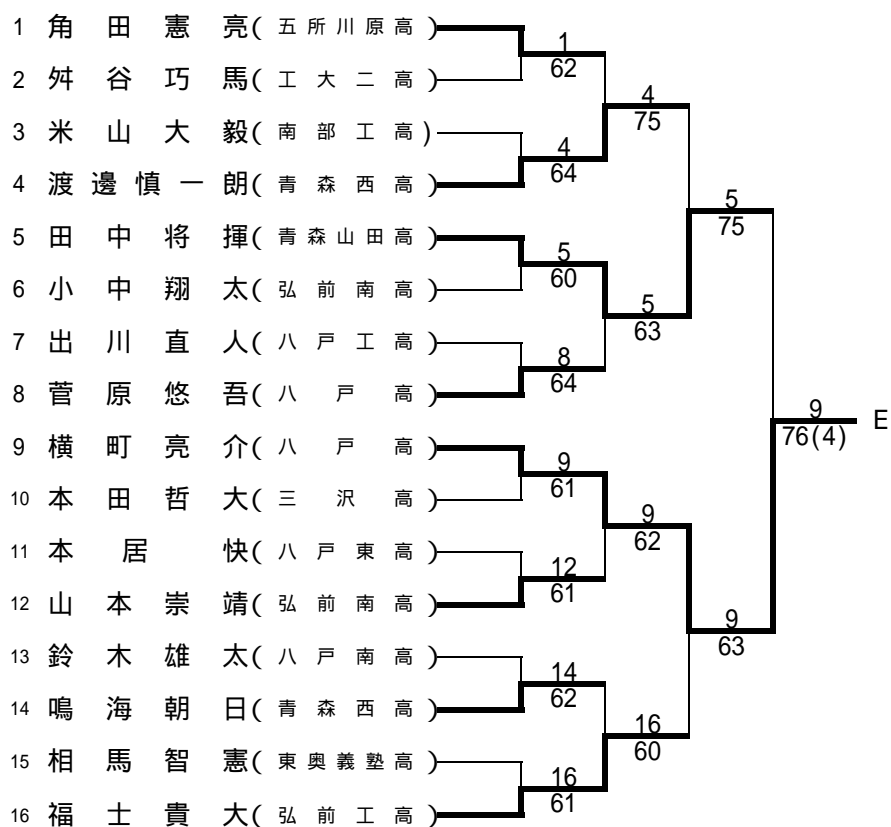 1 角田憲亮(五所川原高)
2 舛谷巧馬(工大二高)
3 米山大毅(南部工高)
4 渡邊慎一朗(青森西高)
5 田中将揮(青森山田高)
6 小中翔太(弘前南高)
7 出川直人(八戸工高)
8 菅原悠吾(八戸高)
9 横町亮介(八戸高)
10 本田哲大(三沢高)
11 本居快(八戸東高)
12 山本崇靖(弘前南高)
13 鈴木雄太(八戸南高)
14 鳴海朝日(青森西高)
15 相馬智憲(東奥義塾高)
16 福士貴大(弘前工高)
1
62
4
64
5
60
8
64
9
61
12
61
14
62
16
61
4
75
5
63
9
62
16
60
5
75
9
63
9
76(4)
E